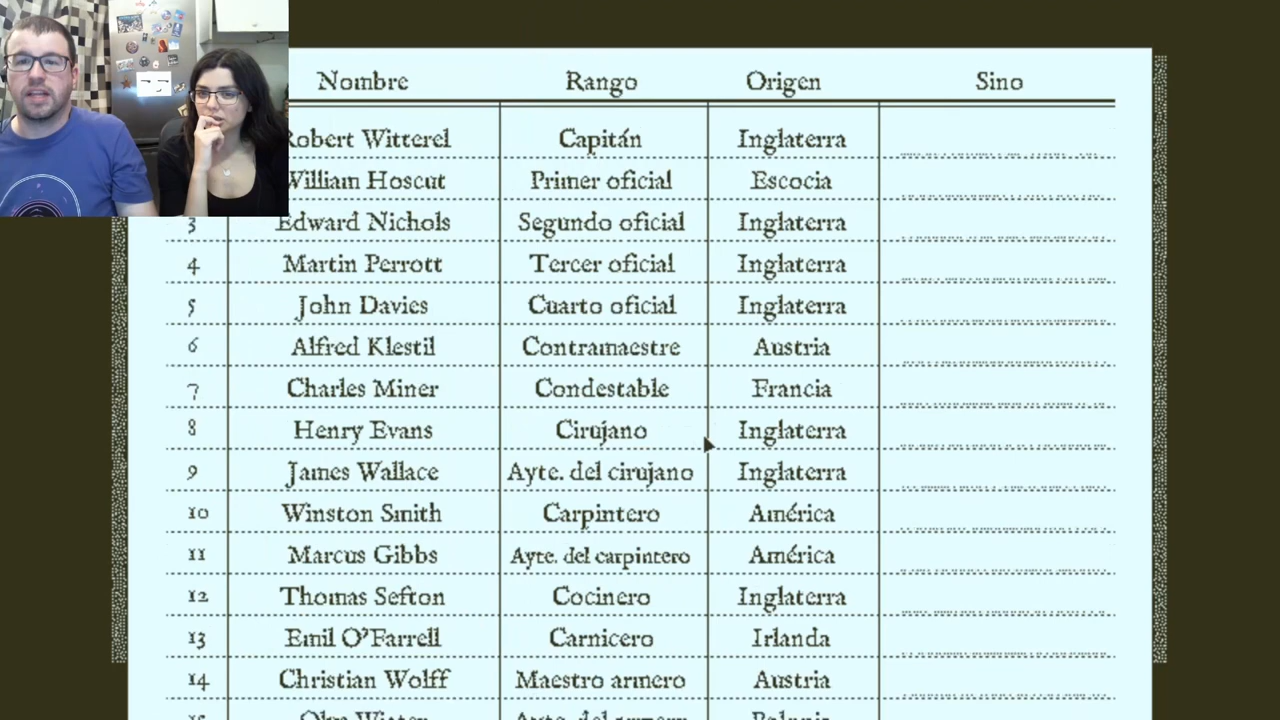 Nombre Rango Origen Sino
Robert Witterel Capitán Inglaterra
William Hoscut Primer oficial Escocia
3 Edward Nichols Segundo oficial Inglaterra
4 Martin Perrott Tercer oficial Inglaterra
5 John Davies Cuarto oficial Inglaterra
6 Alfred Klestil Contramaestre Austria
7 Charles Miner Condestable Francia
8 Henry Evans Cirujano Inglaterra
9 James Wallace Ayte. del cirujano Inglaterra
10 Winston Smith Carpintero América
11 Marcus Gibbs Ayte. del carpintero América
12 Thomas Sefton Cocinero Inglaterra
13 Emil O'Farrell Carnicero Irlanda
14 Christian Wolff Maestro armero Austria